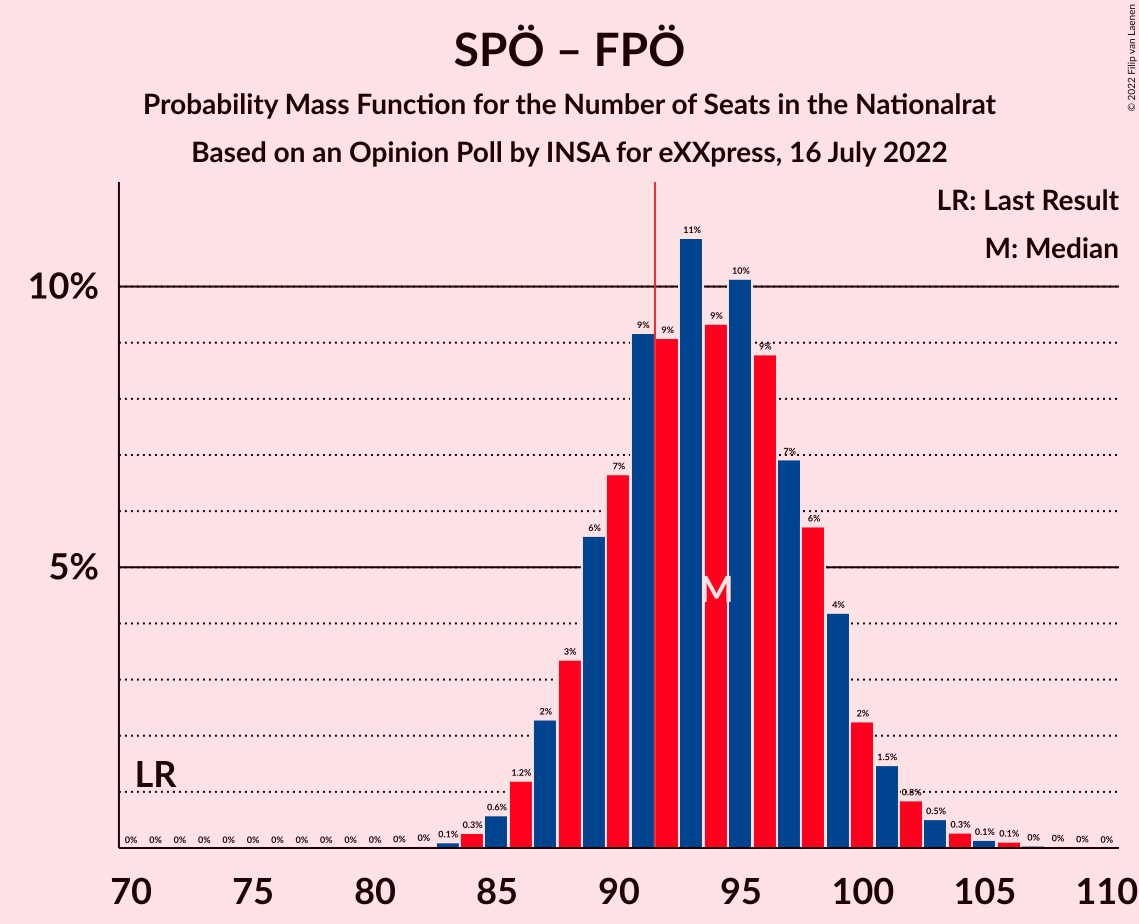 © 2022 Filip van Laenen
SPÖ – FPÖ
Probability Mass Function for the Number of Seats in the Nationalrat
Based on an Opinion Poll by INSA for eXXpress, 16 July 2022
LR: Last Result
M: Median
10%
5%
LR
M
0% 0% 0% 0% 0% 0% 0% 0% 0% 0% 0% 0% 0% 0.1% 0.3% 0.6% 1.2% 2% 3% 6% 7% 9% 9% 11% 9% 10% 9% 7% 6% 4% 2% 1.5% 0.8% 0.5% 0.3% 0.1% 0.1% 0% 0% 0% 0%
70 75 80 85 90 95 100 105 110